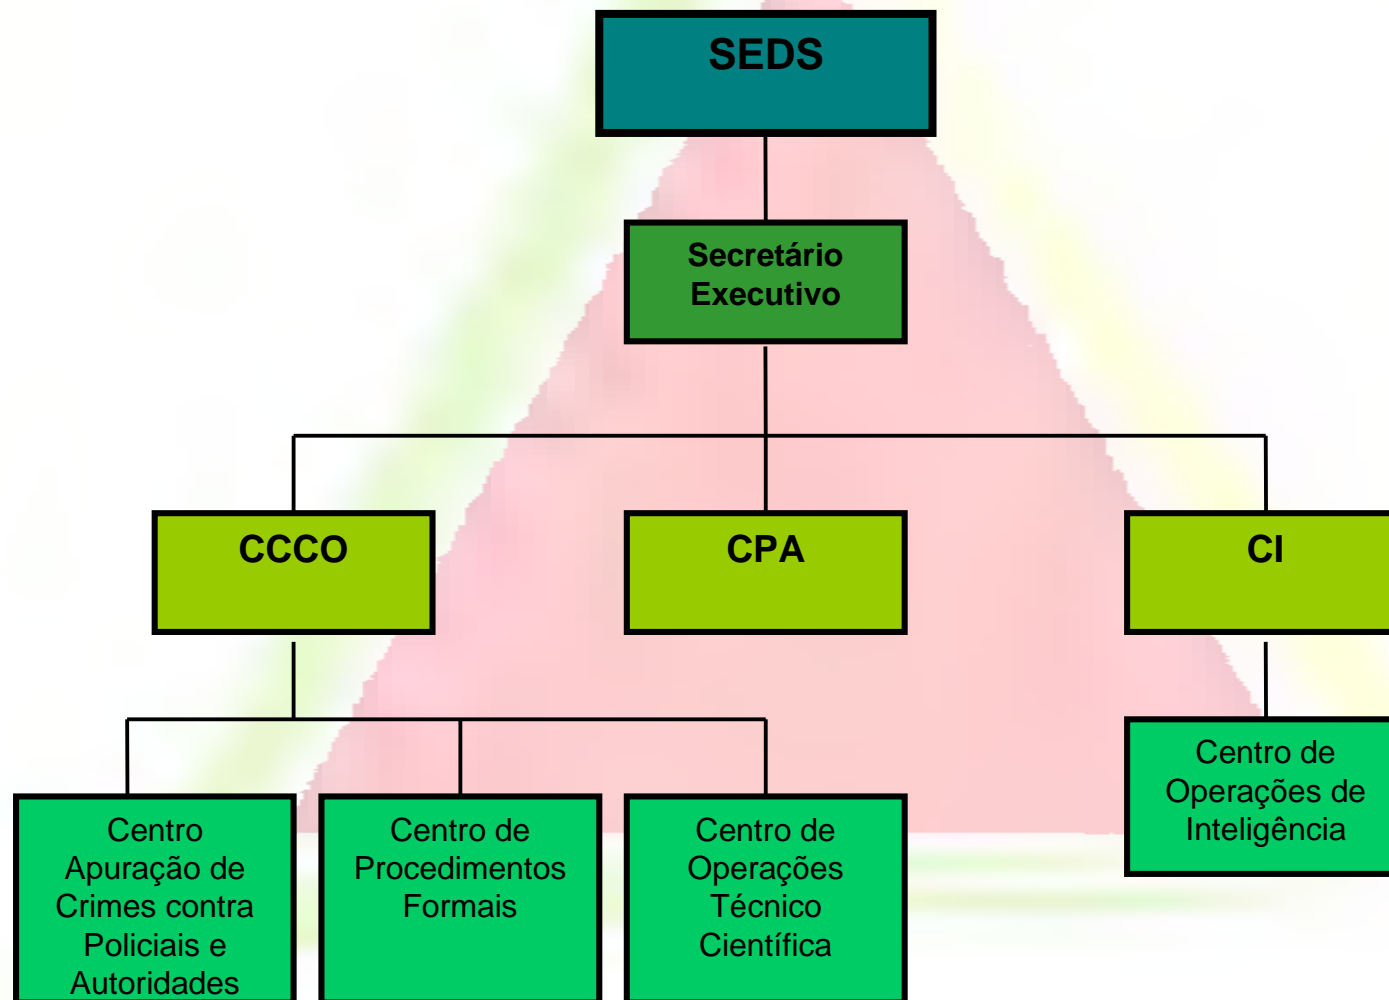 SEDS
Secretário
Executivo
CCCO
CPA
CI
Centro
Apuração de
Crimes contra
Policiais e
Autoridades
Centro de
Procedimentos
Formais
Centro de
Operações
Técnico
Científica
Centro de
Operações de
Inteligência